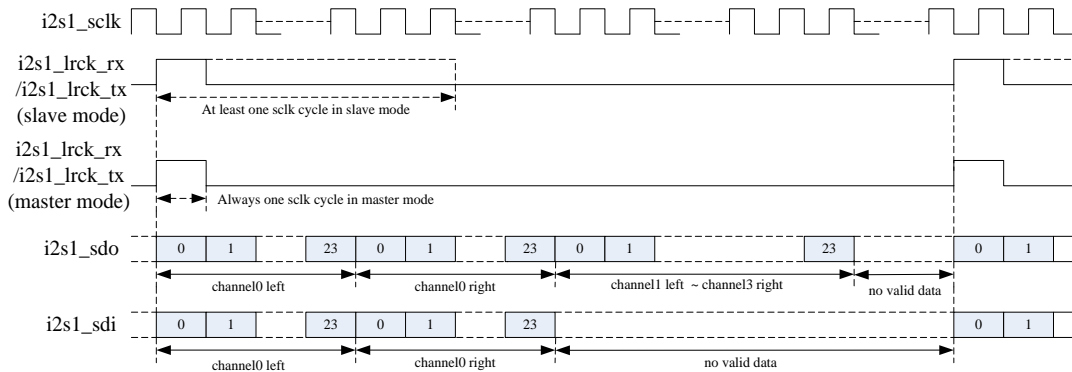 i2s1_sclk
i2s1_lrck_rx
/i2s1_lrck_tx
(slave mode)
At least one sclk cycle in slave mode
i2s1_lrck_rx
/i2s1_lrck_tx
(master mode)
Always one sclk cycle in master mode
i2s1_sdo
0 1 23 0 1 23 0 1 23 0 1
channel0 left channel0 right channel1 left ~ channel3 right no valid data
i2s1_sdi
0 1 23 0 1 23 0 1
channel0 left channel0 right no valid data